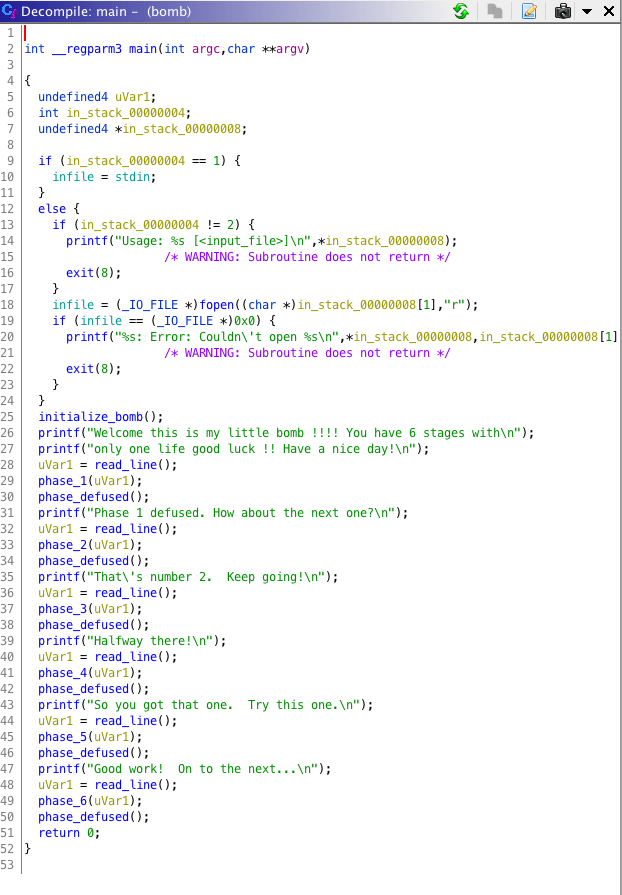 Decompile: main – (bomb)
1
2 int __regparm3 main(int argc,char **argv)
3
4 {
5   undefined4 uVar1;
6   int in_stack_00000004;
7   undefined4 *in_stack_00000008;
8
9   if (in_stack_00000004 == 1) {
10     infile = stdin;
11   }
12   else {
13     if (in_stack_00000004 != 2) {
14       printf("Usage: %s [<input_file>]\n",*in_stack_00000008);
15                     /* WARNING: Subroutine does not return */
16       exit(8);
17     }
18     infile = (_IO_FILE *)fopen((char *)in_stack_00000008[1],"r");
19     if (infile == (_IO_FILE *)0x0) {
20       printf("%s: Error: Couldn\'t open %s\n",*in_stack_00000008,in_stack_00000008[1]
21                     /* WARNING: Subroutine does not return */
22       exit(8);
23     }
24   }
25   initialize_bomb();
26   printf("Welcome this is my little bomb !!!! You have 6 stages with\n");
27   printf("only one life good luck !! Have a nice day!\n");
28   uVar1 = read_line();
29   phase_1(uVar1);
30   phase_defused();
31   printf("Phase 1 defused. How about the next one?\n");
32   uVar1 = read_line();
33   phase_2(uVar1);
34   phase_defused();
35   printf("That\'s number 2.  Keep going!\n");
36   uVar1 = read_line();
37   phase_3(uVar1);
38   phase_defused();
39   printf("Halfway there!\n");
40   uVar1 = read_line();
41   phase_4(uVar1);
42   phase_defused();
43   printf("So you got that one.  Try this one.\n");
44   uVar1 = read_line();
45   phase_5(uVar1);
46   phase_defused();
47   printf("Good work!  On to the next...\n");
48   uVar1 = read_line();
49   phase_6(uVar1);
50   phase_defused();
51   return 0;
52 }
53